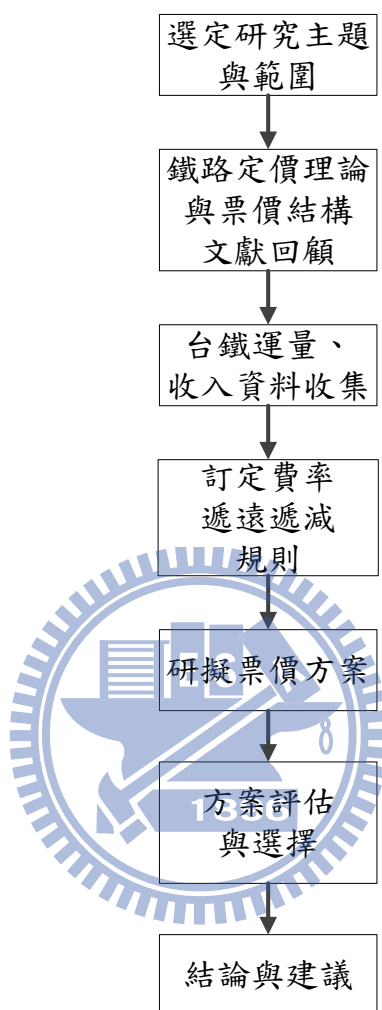 選定研究主題
與範圍
鐵路定價理論
與票價結構
文獻回顧
台鐵運量、
收入資料收集
訂定費率
遞遠遞減
規則
ES
研擬票價方案
方案評估
1896
與選擇
結論與建議